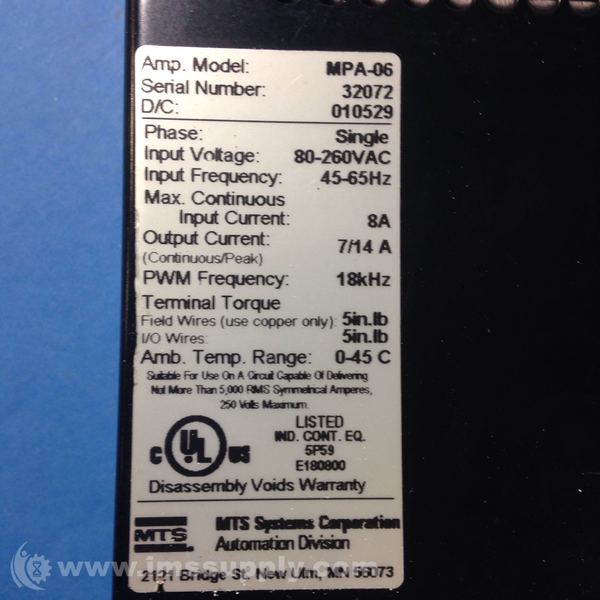 Amp. Model: MPA-06
Serial Number: 32072
D/C: 010529
Phase: Single
Input Voltage: 80-260VAC
Input Frequency: 45-65Hz
Max. Continuous
Input Current: 8A
Output Current: 7/14 A
(Continuous/Peak)
PWM Frequency: 18kHz
Terminal Torque
Field Wires (use copper only): 5in.lb
I/O Wires: 5in.lb
Amb. Temp. Range: 0-45 C
Suitable For Use On A Circuit Capable Of Delivering
Not More Than 5,000 RMS Symmetrical Amperes,
250 Volts Maximum.
C UL US
LISTED
IND. CONT. EQ.
5P59
E180800
Disassembly Voids Warranty
MTS
MTS Systems Corporation
Automation Division
2121 Bridge St. New Ulm, MN 56073
© www.imssupply.com